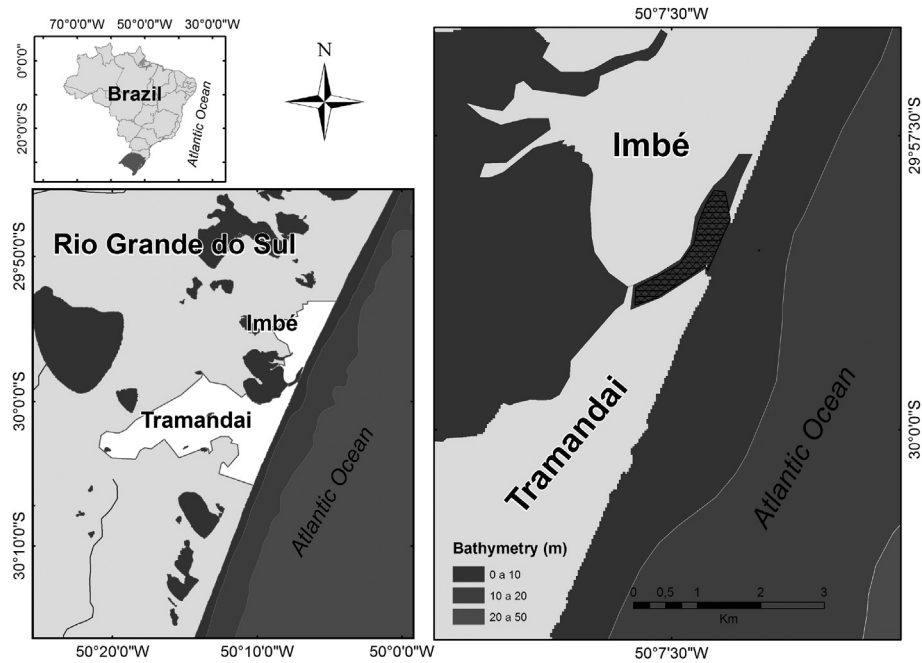 70°0'0"W 50°0'0"W 30°0'0"W
0°0'0"
20°0'0"S
Brazil
Atlantic Ocean
N
29°50'0"S
30°0'0"S
30°10'0"S
Rio Grande do Sul
Imbé
Tramandai
Atlantic Ocean
50°20'0"W 50°10'0"W 50°0'0"W
50°7'30"W
Imbé
29°57'30"S
30°0'0"S
Tramandai
Atlantic Ocean
Bathymetry (m)
0 a 10
10 a 20
20 a 50
0 0,5 1 2 3
Km
50°7'30"W